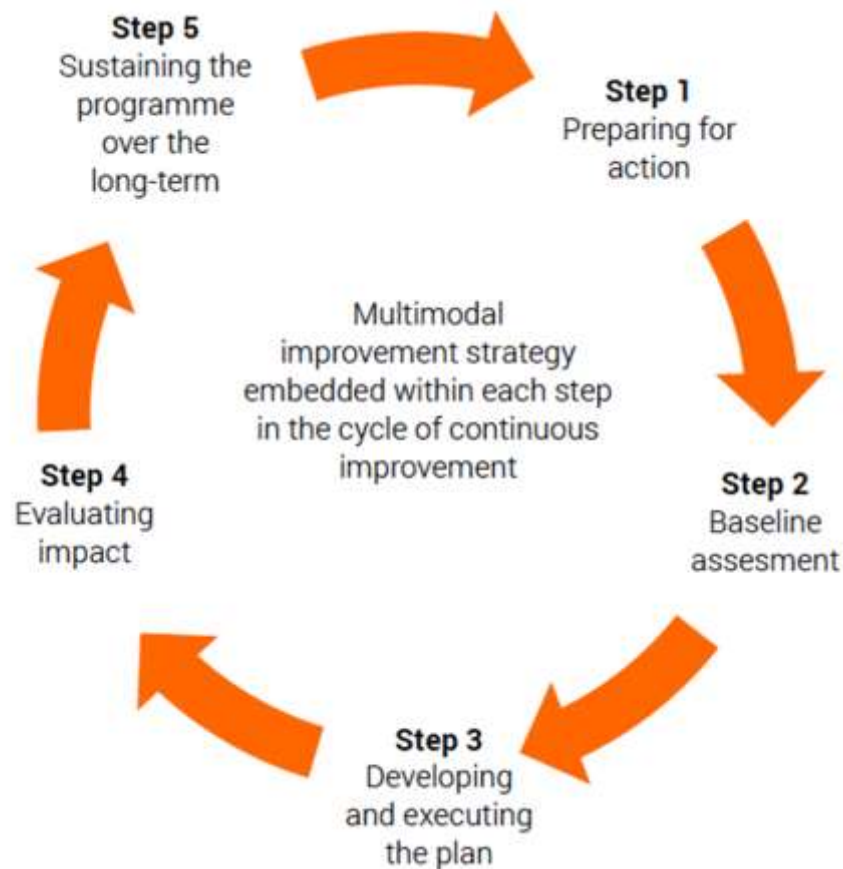 Step 5
Sustaining the
programme
over the
long-term
Step 1
Preparing for
action
Multimodal
improvement strategy
embedded within each step
in the cycle of continuous
improvement
Step 2
Baseline
assesment
Step 3
Developing
and executing
the plan
Step 4
Evaluating
impact